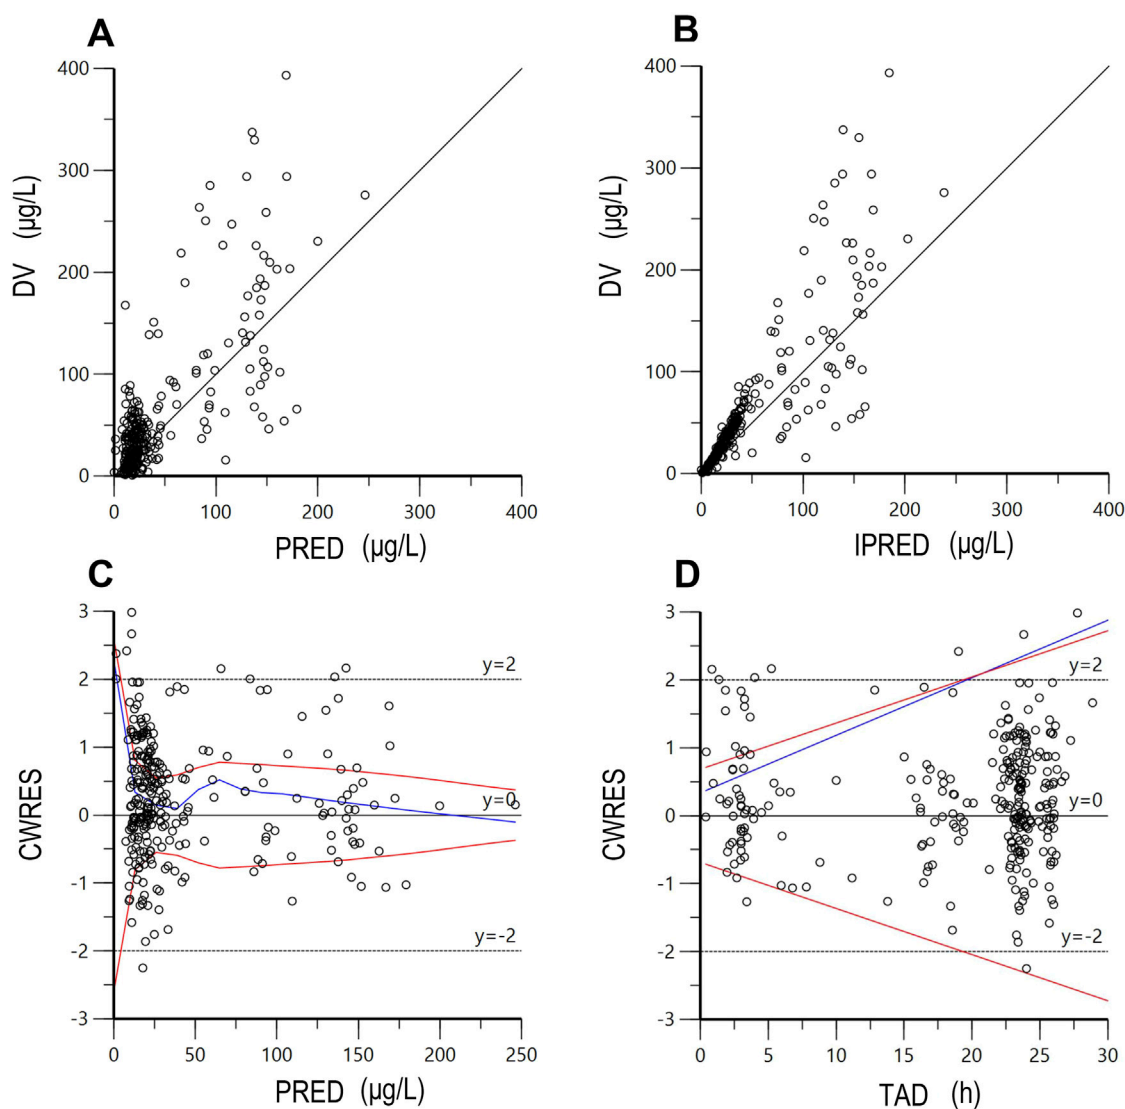 A
400
300
200
100
0
DV (µg/L)
0 100 200 300 400
PRED (µg/L)
B
400
300
200
100
0
DV (µg/L)
0 100 200 300 400
IPRED (µg/L)
C
3
2
1
0
-1
-2
-3
CWRES
y=2
y=0
y=-2
0 50 100 150 200 250
PRED (µg/L)
D
3
2
1
0
-1
-2
-3
CWRES
y=2
y=0
y=-2
0 5 10 15 20 25 30
TAD (h)